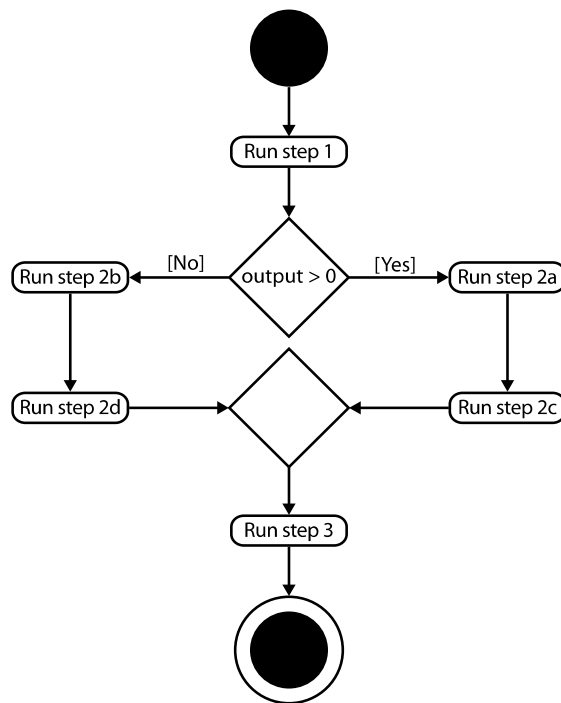 Run step 1
[No]
[Yes]
Run step 2b
output > 0
Run step 2a
Run step 2d
Run step 2c
Run step 3